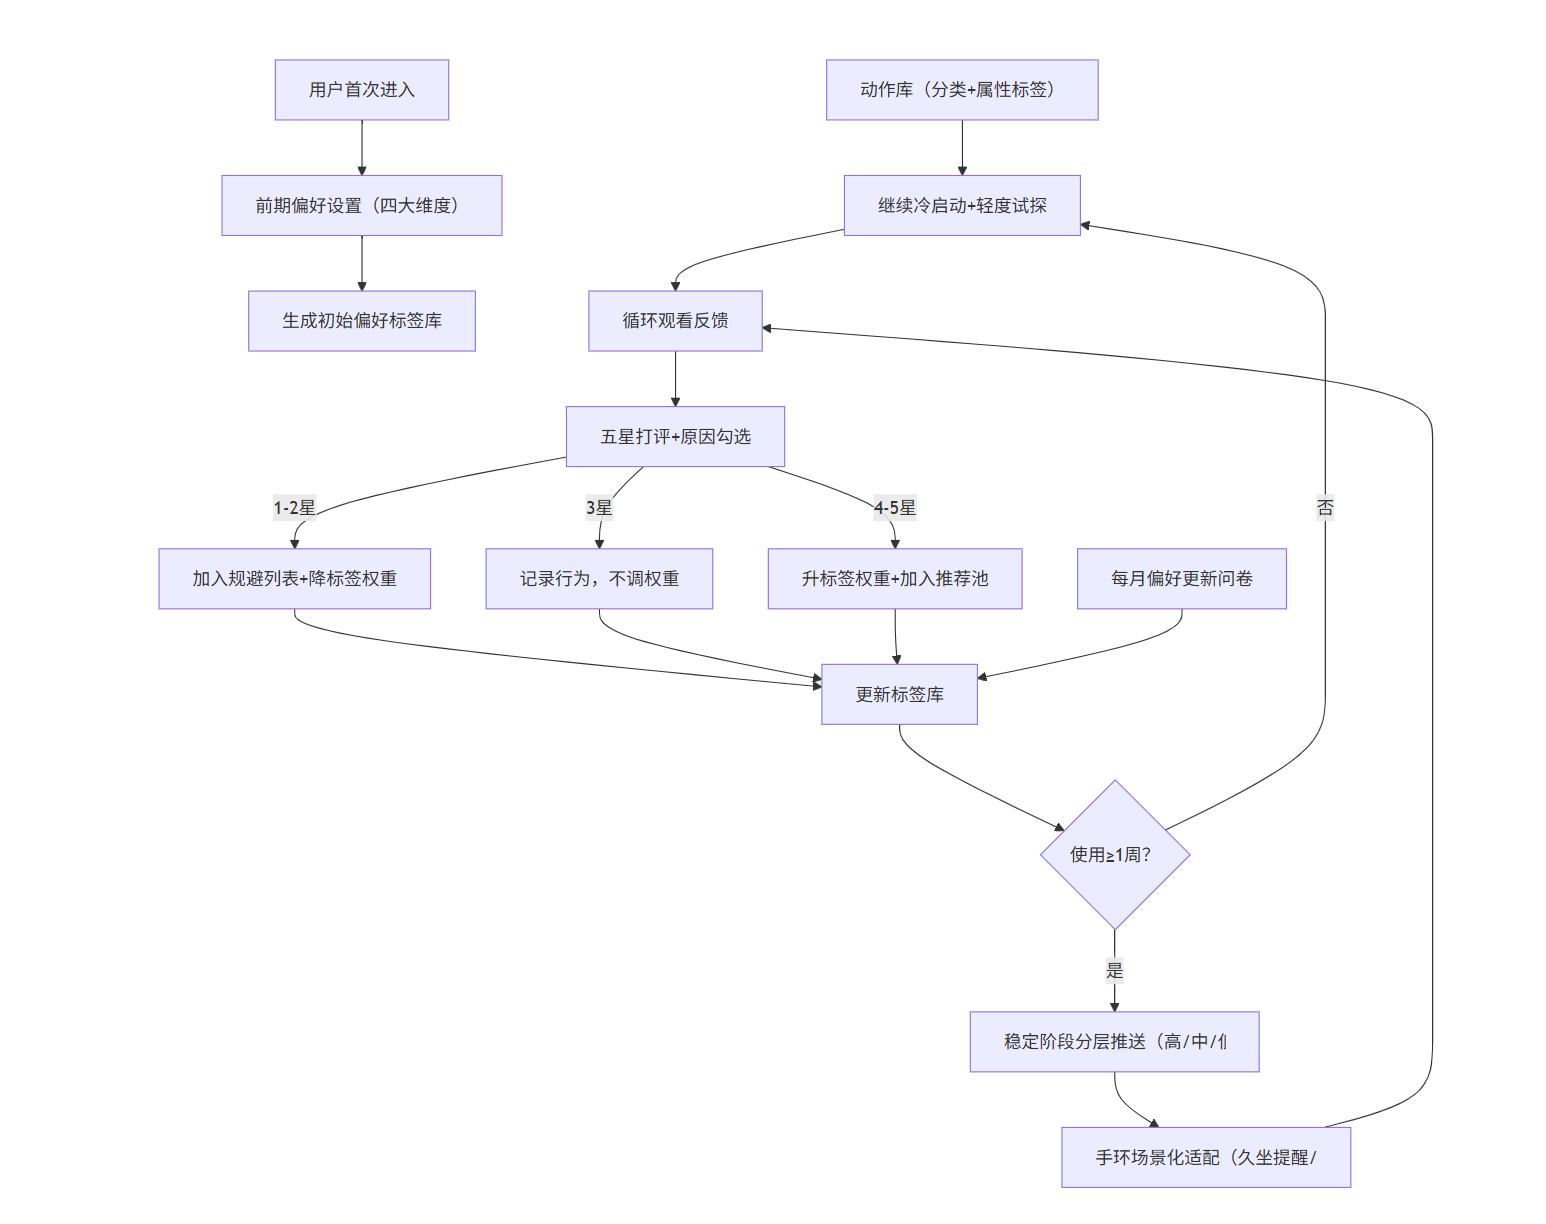 用户首次进入
动作库（分类+属性标签）
前期偏好设置（四大维度）
继续冷启动+轻度试探
生成初始偏好标签库
循环观看反馈
五星打评+原因勾选
1-2星
3星
4-5星
否
加入规避列表+降标签权重
记录行为，不调权重
升标签权重+加入推荐池
每月偏好更新问卷
更新标签库
使用≥1周？
是
稳定阶段分层推送（高/中/
手环场景化适配（久坐提醒/